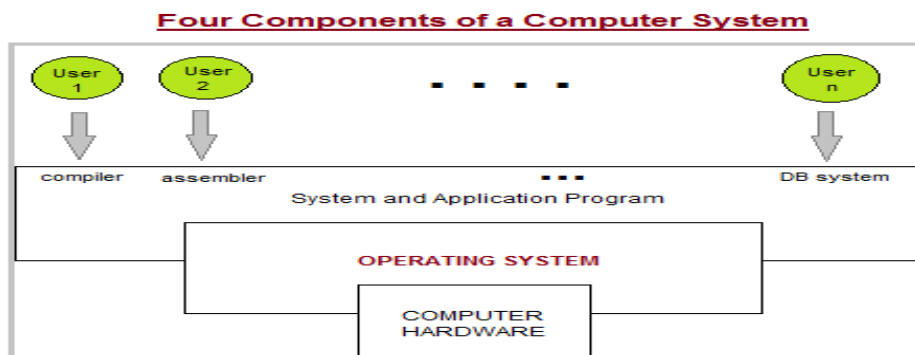 Four Components of a Computer System
User 1
User 2
. . . .
User n
compiler
assembler
...
DB system
System and Application Program
OPERATING SYSTEM
COMPUTER
HARDWARE